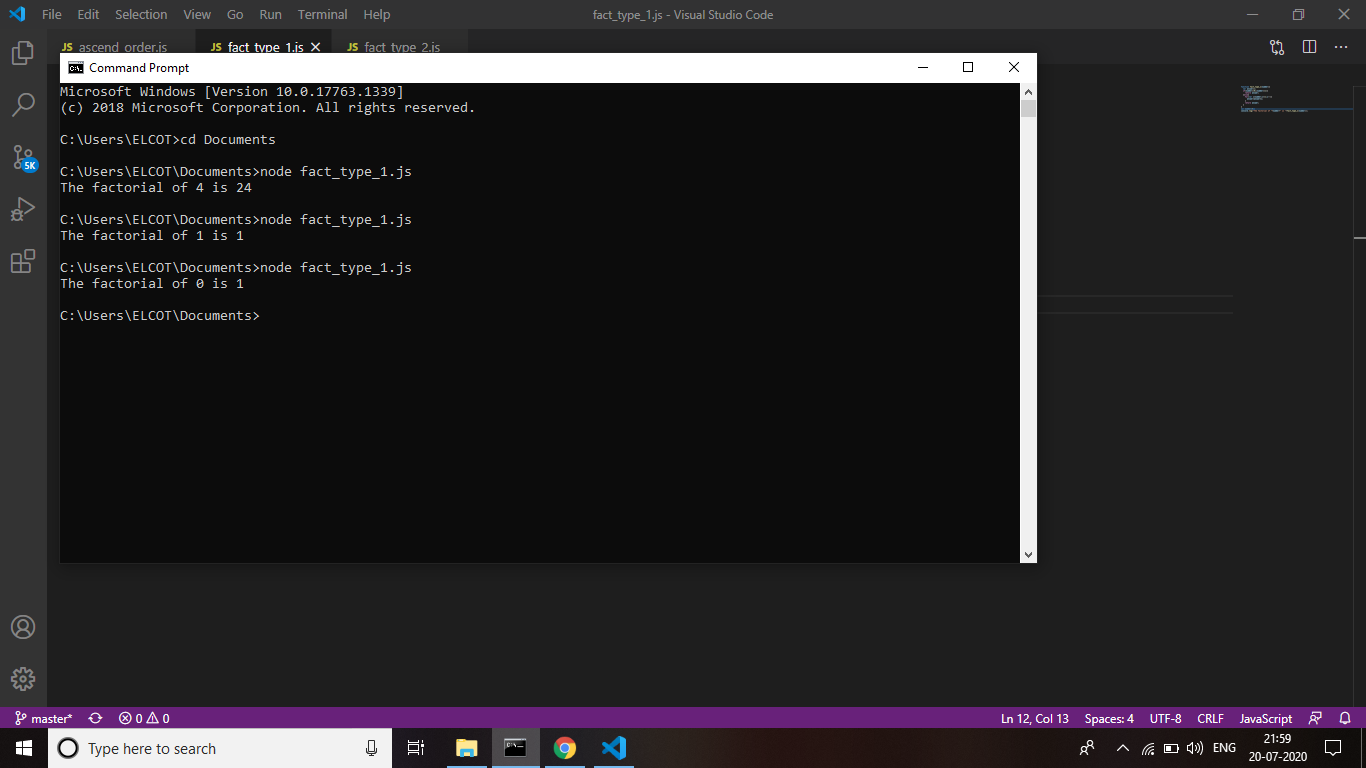 File Edit Selection View Go Run Terminal Help fact_type_1.js - Visual Studio Code
JS ascend_order.js JS fact_type_1.js JS fact_type_2.js
Command Prompt
Microsoft Windows [Version 10.0.17763.1339]
(c) 2018 Microsoft Corporation. All rights reserved.
C:\Users\ELCOT>cd Documents
C:\Users\ELCOT\Documents>node fact_type_1.js
The factorial of 4 is 24
C:\Users\ELCOT\Documents>node fact_type_1.js
The factorial of 1 is 1
C:\Users\ELCOT\Documents>node fact_type_1.js
The factorial of 0 is 1
C:\Users\ELCOT\Documents>
5K
master* 0 0 Ln 12, Col 13 Spaces: 4 UTF-8 CRLF JavaScript
Type here to search ENG 21:59
20-07-2020